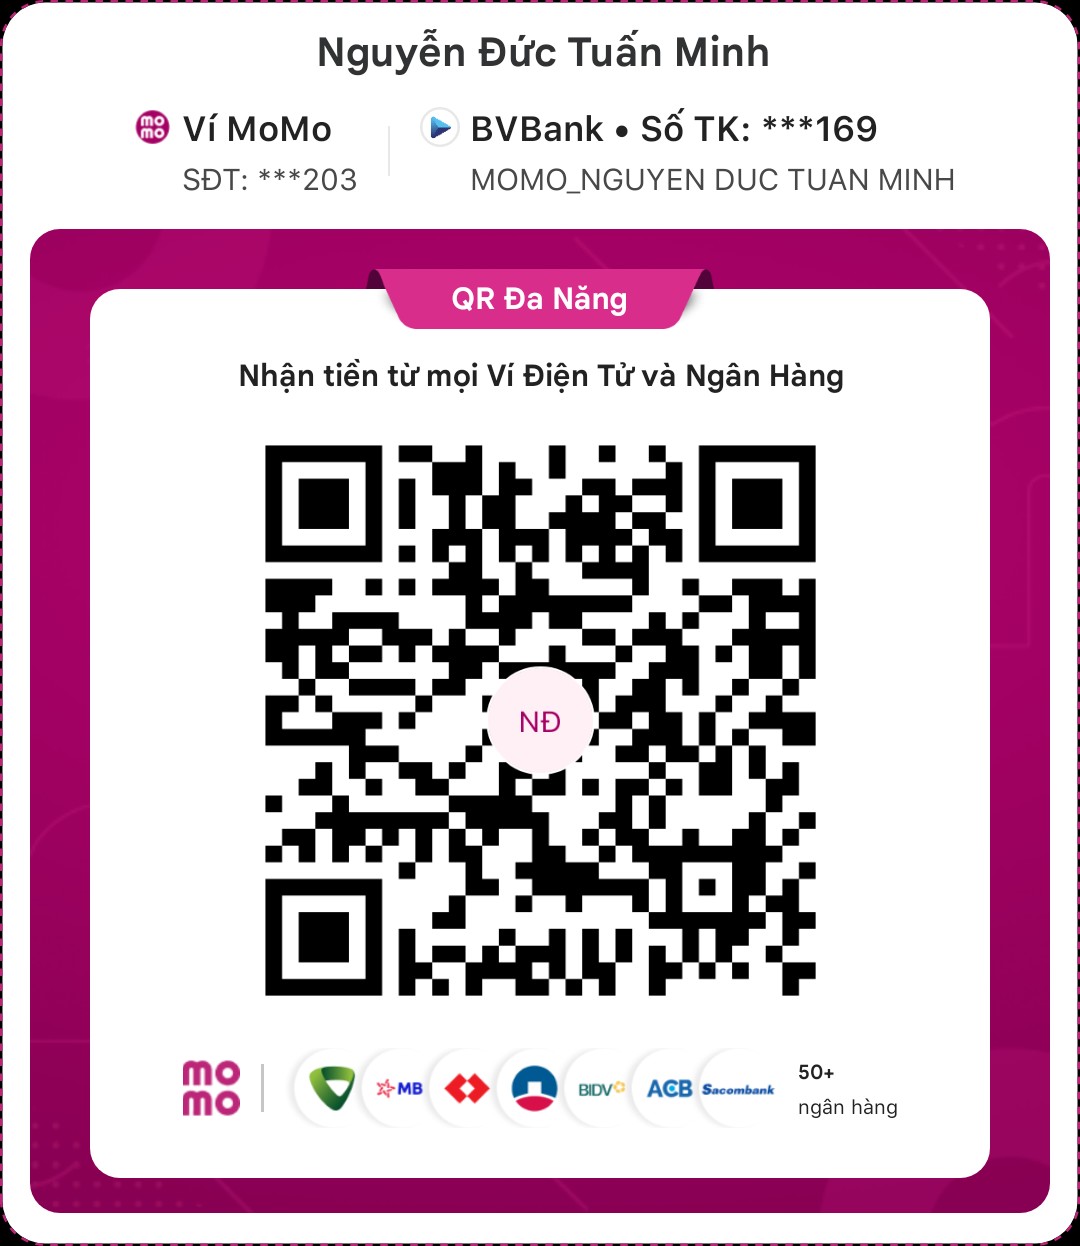 Nguyễn Đức Tuấn Minh
momo Ví MoMo
SĐT: ***203
BVBank • Số TK: ***169
MOMO_NGUYEN DUC TUAN MINH
QR Đa Năng
Nhận tiền từ mọi Ví Điện Tử và Ngân Hàng
NĐ
momo
MB
BIDV
ACB
Sacombank
50+
ngân hàng